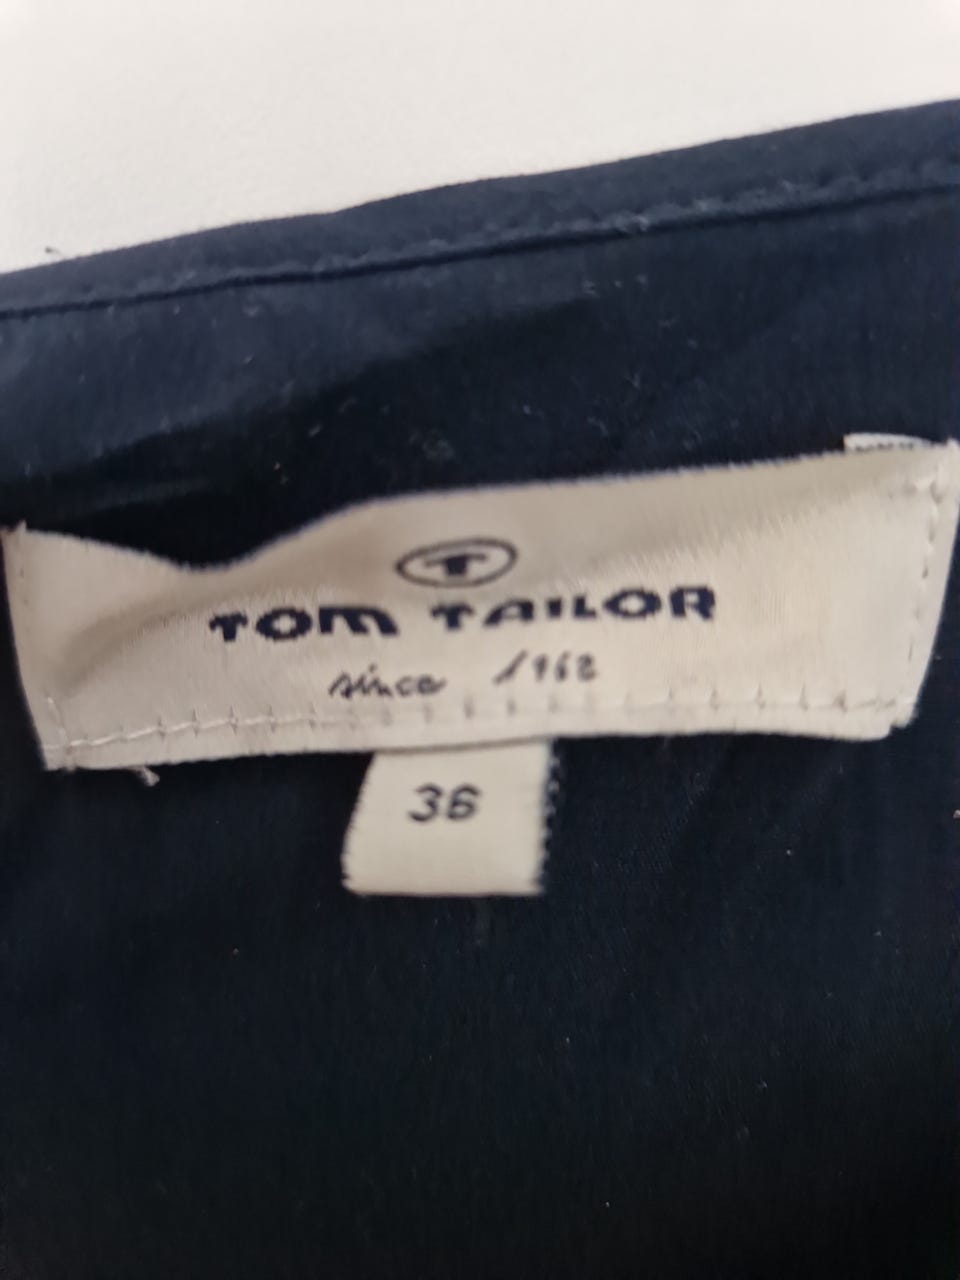 T
TOM TAILOR
since 1962
36